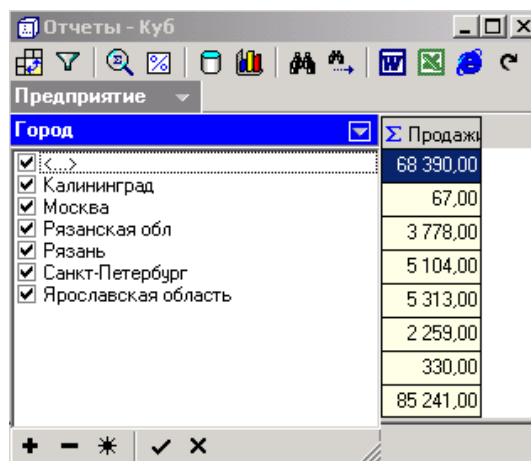 Отчеты - Куб
Предприятие
Город
Σ Продажи
<...>
Калининград
Москва
Рязанская обл
Рязань
Санкт-Петербург
Ярославская область
68 390,00
67,00
3 778,00
5 104,00
5 313,00
2 259,00
330,00
85 241,00